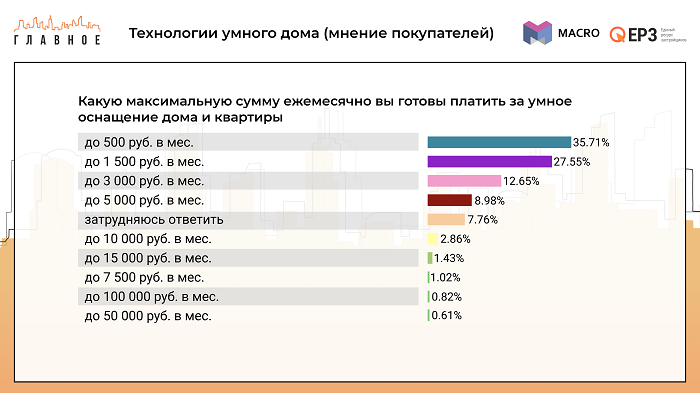 ГЛАВНОЕ
Технологии умного дома (мнение покупателей)
MACRO
ЕРЗ
Единый
ресурс
застройщиков
Какую максимальную сумму ежемесячно вы готовы платить за умное
оснащение дома и квартиры
до 500 руб. в мес. 35.71%
до 1 500 руб. в мес. 27.55%
до 3 000 руб. в мес. 12.65%
до 5 000 руб. в мес. 8.98%
затрудняюсь ответить 7.76%
до 10 000 руб. в мес. 2.86%
до 15 000 руб. в мес. 1.43%
до 7 500 руб. в мес. 1.02%
до 100 000 руб. в мес. 0.82%
до 50 000 руб. в мес. 0.61%